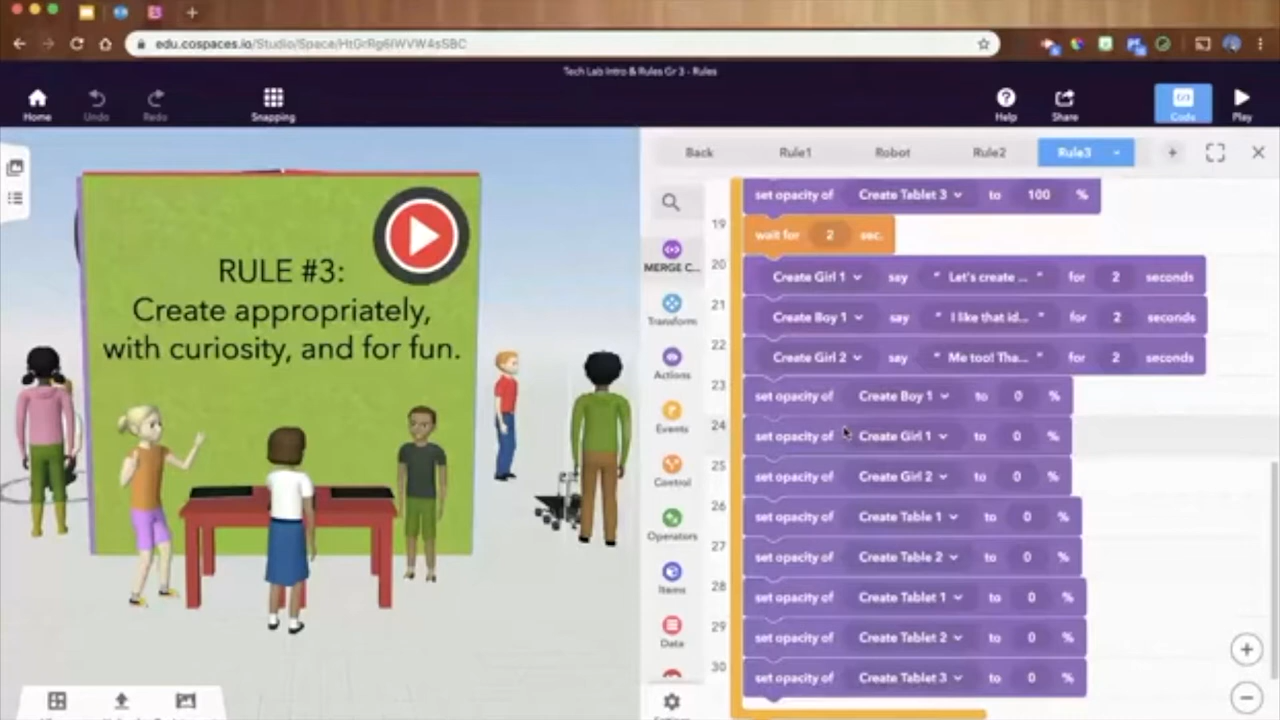 edu.cospaces.io/Studio/Space/HtGrRg6IWVW4sSBC
Tech Lab Intro & Rules Gr 3 - Rules
Home
Undo
Redo
Snapping
Help
Share
Code
Play
Back
Rule1
Robot
Rule2
Rule3
RULE #3:
Create appropriately,
with curiosity, and for fun.
MERGE C...
Transform
Actions
Events
Control
Operators
Items
Data
set opacity of Create Tablet 3 to 100 %
19
wait for 2 sec.
20
Create Girl 1 say " Let's create ... " for 2 seconds
21
Create Boy 1 say " I like that id... " for 2 seconds
22
Create Girl 2 say " Me too! Tha... " for 2 seconds
23
set opacity of Create Boy 1 to 0 %
24
set opacity of Create Girl 1 to 0 %
25
set opacity of Create Girl 2 to 0 %
26
set opacity of Create Table 1 to 0 %
27
set opacity of Create Table 2 to 0 %
28
set opacity of Create Tablet 1 to 0 %
29
set opacity of Create Tablet 2 to 0 %
30
set opacity of Create Tablet 3 to 0 %